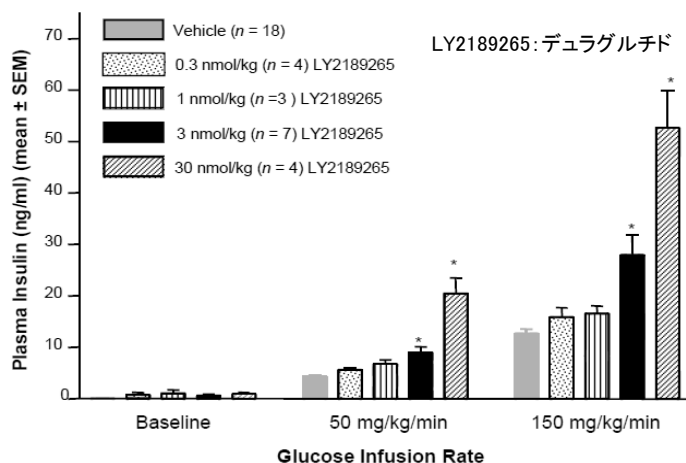 70
60
50
40
30
20
10
0
Plasma Insulin (ng/ml) (mean ± SEM)
Vehicle (n = 18)
0.3 nmol/kg (n = 4) LY2189265
1 nmol/kg (n =3 ) LY2189265
3 nmol/kg (n = 7) LY2189265
30 nmol/kg (n = 4) LY2189265
LY2189265：デュラグルチド
*
*
*
*
Baseline
50 mg/kg/min
150 mg/kg/min
Glucose Infusion Rate